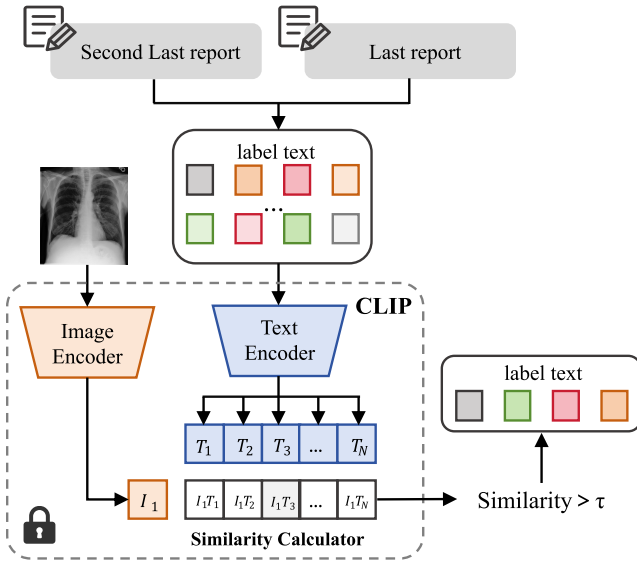 Second Last report
Last report
label text
...
CLIP
Image
Encoder
Text
Encoder
label text
T1 T2 T3 ... TN
I1
I1T1 I1T2 I1T3 ... I1TN
Similarity > τ
Similarity Calculator